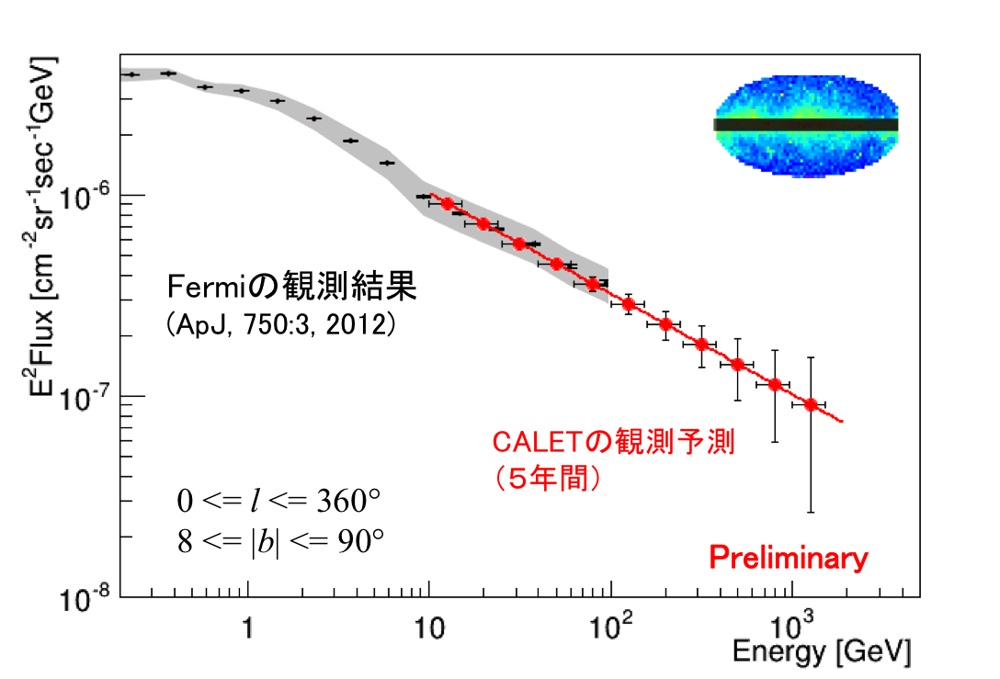 E²Flux [cm⁻²sr⁻¹sec⁻¹GeV]
10⁻⁶
10⁻⁷
10⁻⁸
Fermiの観測結果
(ApJ, 750:3, 2012)
CALETの観測予測
(５年間)
0 <= l <= 360°
8 <= |b| <= 90°
Preliminary
1
10
10²
10³
Energy [GeV]